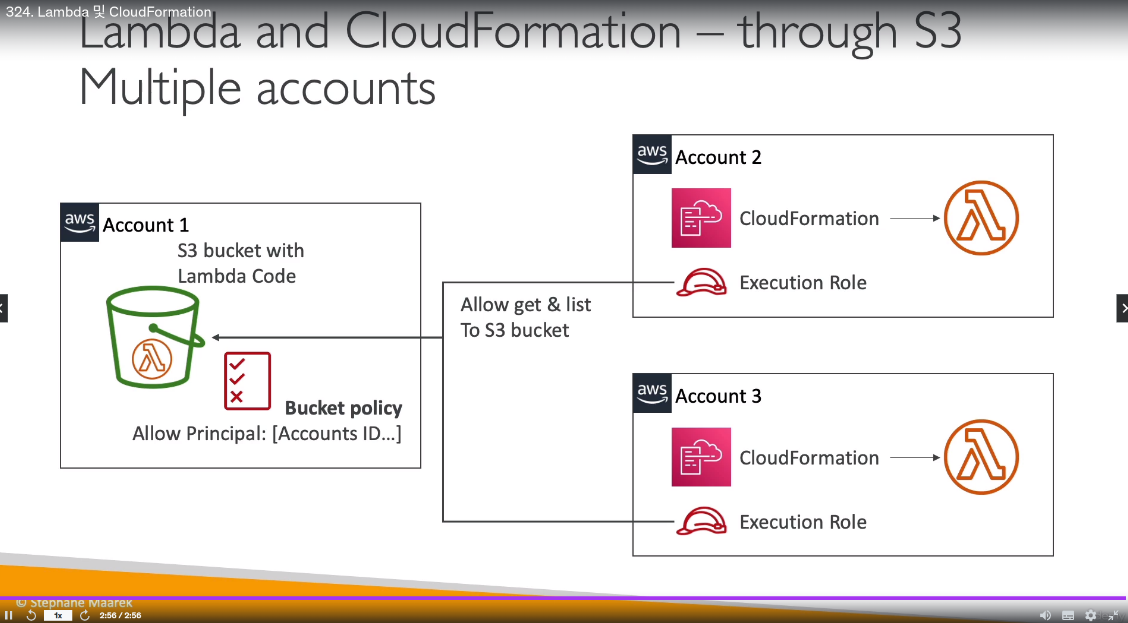 324. Lambda 및 CloudFormation
Lambda and CloudFormation – through S3
Multiple accounts
aws
Account 1
S3 bucket with
Lambda Code
Bucket policy
Allow Principal: [Accounts ID...]
Allow get & list
To S3 bucket
aws
Account 2
CloudFormation
Execution Role
aws
Account 3
CloudFormation
Execution Role
© Stephane Maarek
1x
2:56 / 2:56